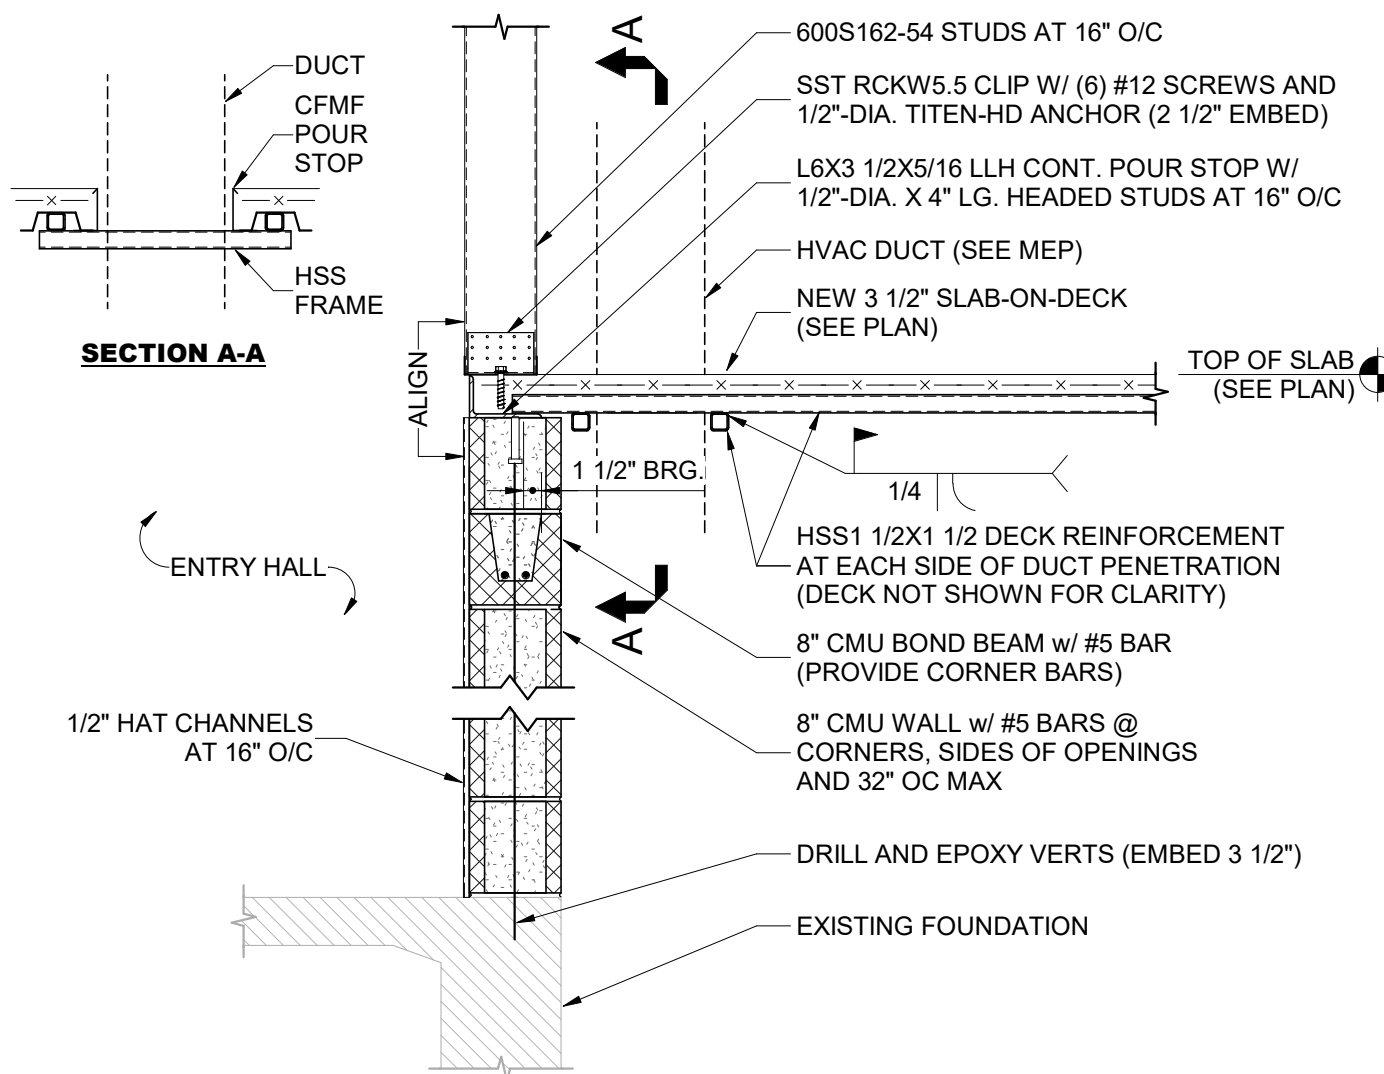 DUCT
CFMF
POUR
STOP
HSS
FRAME
SECTION A-A
A
600S162-54 STUDS AT 16" O/C
SST RCKW5.5 CLIP W/ (6) #12 SCREWS AND
1/2"-DIA. TITEN-HD ANCHOR (2 1/2" EMBED)
L6X3 1/2X5/16 LLH CONT. POUR STOP W/
1/2"-DIA. X 4" LG. HEADED STUDS AT 16" O/C
HVAC DUCT (SEE MEP)
NEW 3 1/2" SLAB-ON-DECK
(SEE PLAN)
TOP OF SLAB
(SEE PLAN)
ALIGN
1 1/2" BRG.
1/4
HSS1 1/2X1 1/2 DECK REINFORCEMENT
AT EACH SIDE OF DUCT PENETRATION
(DECK NOT SHOWN FOR CLARITY)
ENTRY HALL
A
8" CMU BOND BEAM w/ #5 BAR
(PROVIDE CORNER BARS)
1/2" HAT CHANNELS
AT 16" O/C
8" CMU WALL w/ #5 BARS @
CORNERS, SIDES OF OPENINGS
AND 32" OC MAX
DRILL AND EPOXY VERTS (EMBED 3 1/2")
EXISTING FOUNDATION